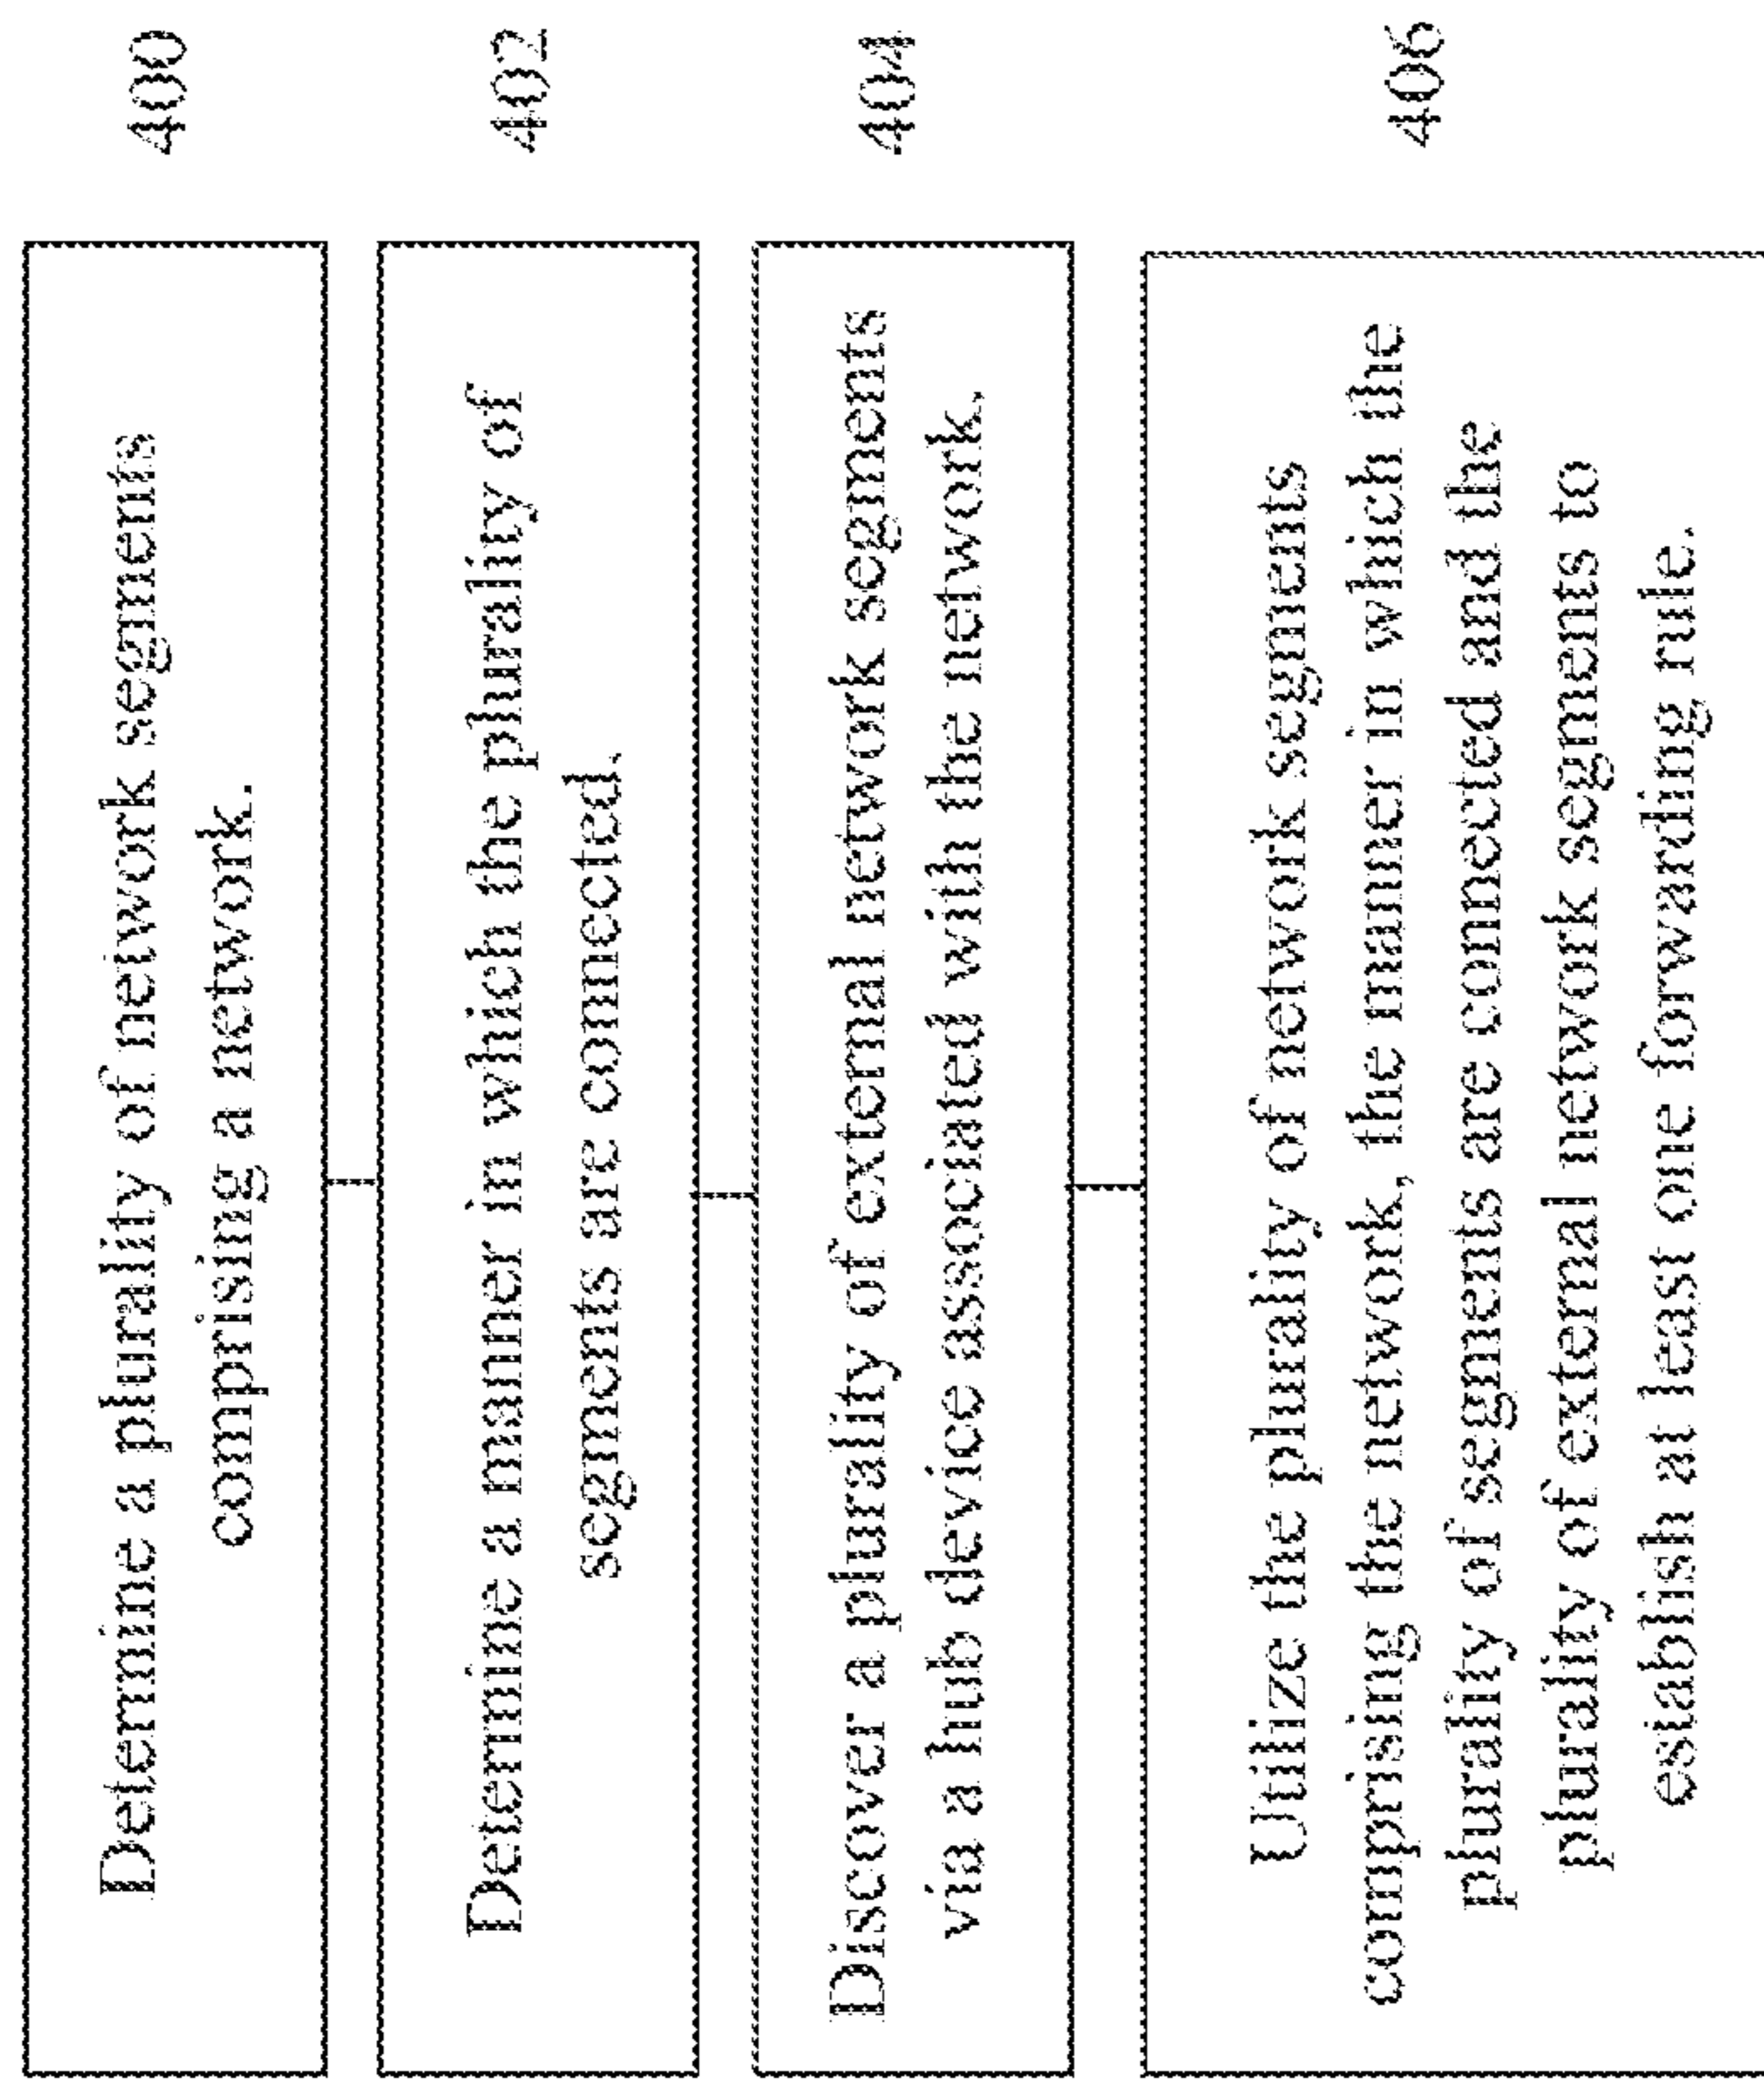 Determine a plurality of network segments
comprising a network.
400
Determine a manner in which the plurality of
segments are connected.
402
Discover a plurality of external network segments
via a hub device associated with the network.
404
Utilize the plurality of network segments
comprising the network, the manner in which the
plurality of segments are connected and the
plurality of external network segments to
establish at least one forwarding rule.
406